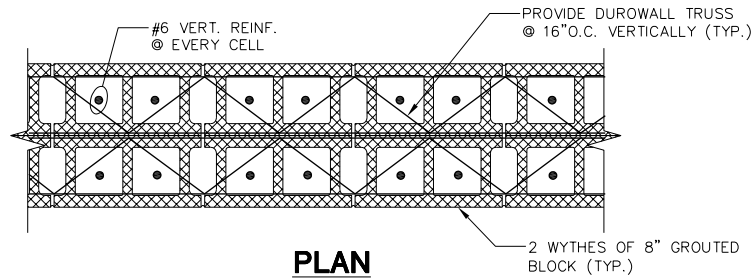 #6 VERT. REINF.
@ EVERY CELL
PROVIDE DUROWALL TRUSS
@ 16"O.C. VERTICALLY (TYP.)
2 WYTHES OF 8" GROUTED
BLOCK (TYP.)
PLAN